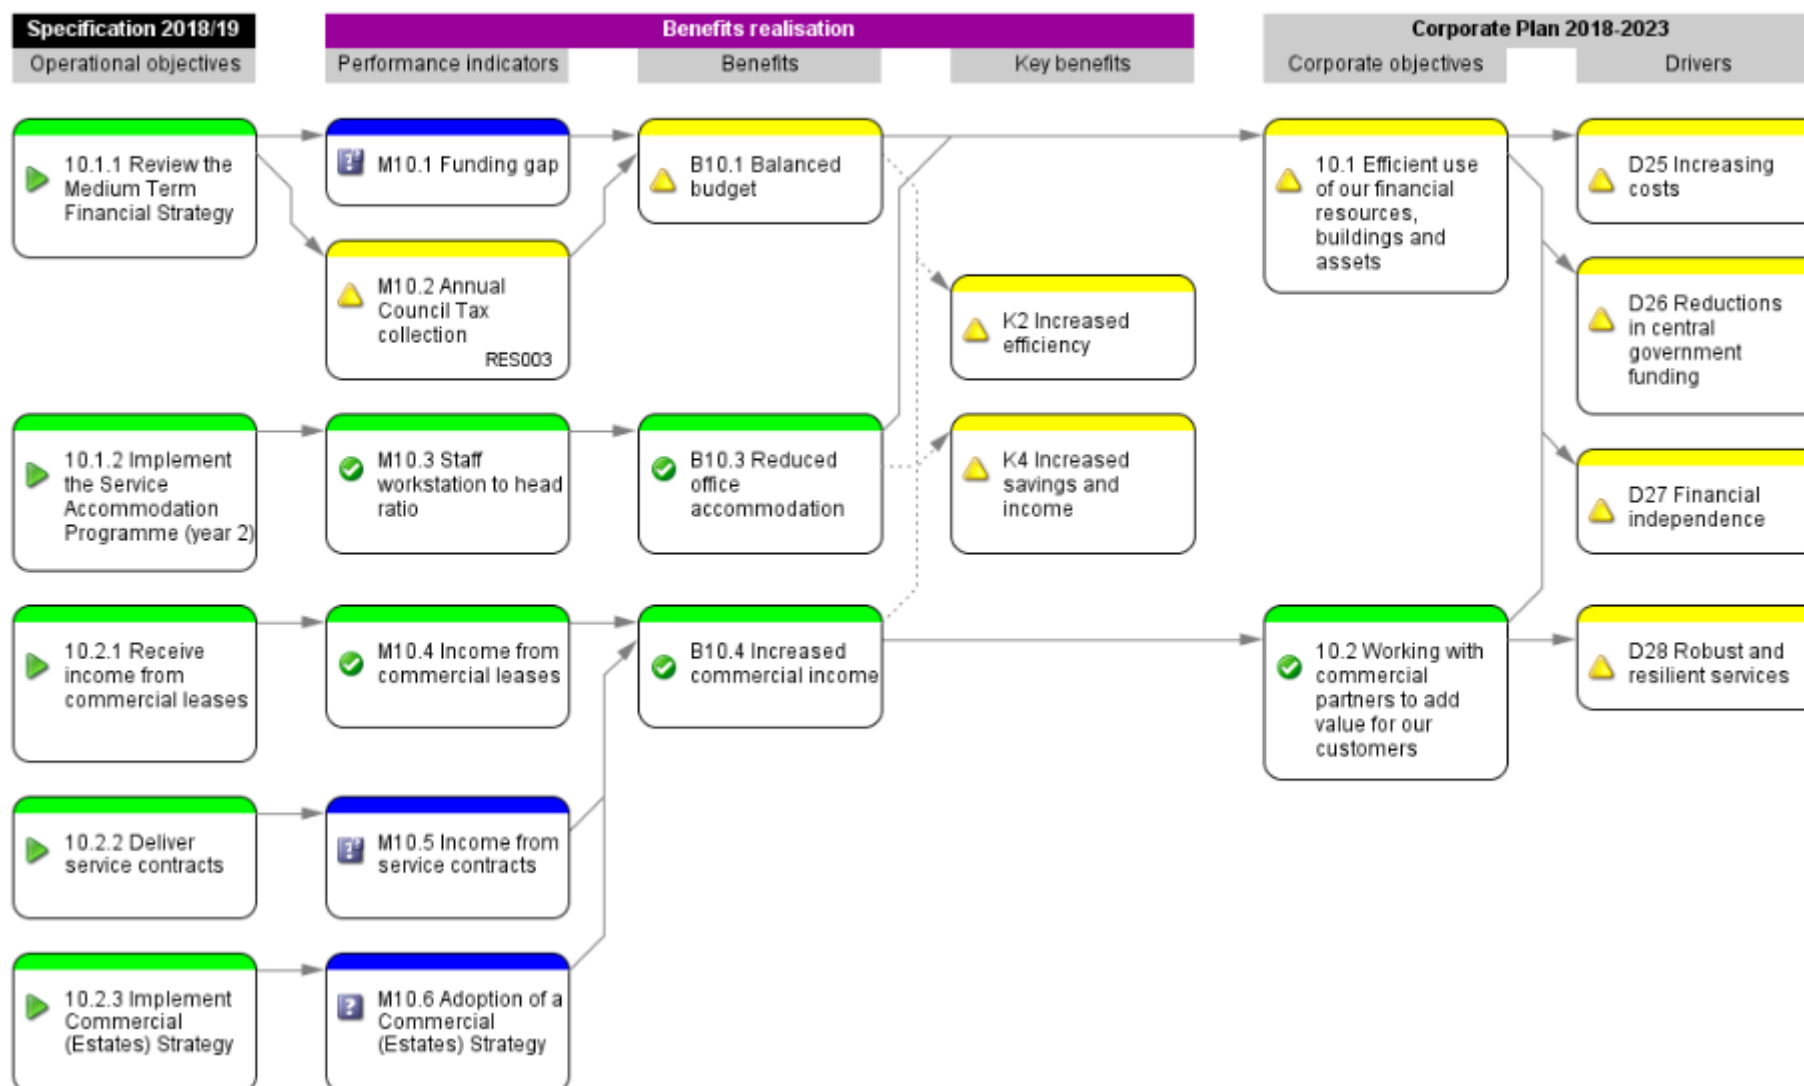 Specification 2018/19
Benefits realisation
Corporate Plan 2018-2023
Operational objectives
Performance indicators
Benefits
Key benefits
Corporate objectives
Drivers
10.1.1 Review the
Medium Term
Financial Strategy
M10.1 Funding gap
B10.1 Balanced
budget
10.1 Efficient use
of our financial
resources,
buildings and
assets
D25 Increasing
costs
M10.2 Annual
Council Tax
collection
RES003
K2 Increased
efficiency
D26 Reductions
in central
government
funding
10.1.2 Implement
the Service
Accommodation
Programme (year 2)
M10.3 Staff
workstation to head
ratio
B10.3 Reduced
office
accommodation
K4 Increased
savings and
income
D27 Financial
independence
10.2.1 Receive
income from
commercial leases
M10.4 Income from
commercial leases
B10.4 Increased
commercial income
10.2 Working with
commercial
partners to add
value for our
customers
D28 Robust and
resilient services
10.2.2 Deliver
service contracts
M10.5 Income from
service contracts
10.2.3 Implement
Commercial
(Estates) Strategy
M10.6 Adoption of a
Commercial
(Estates) Strategy